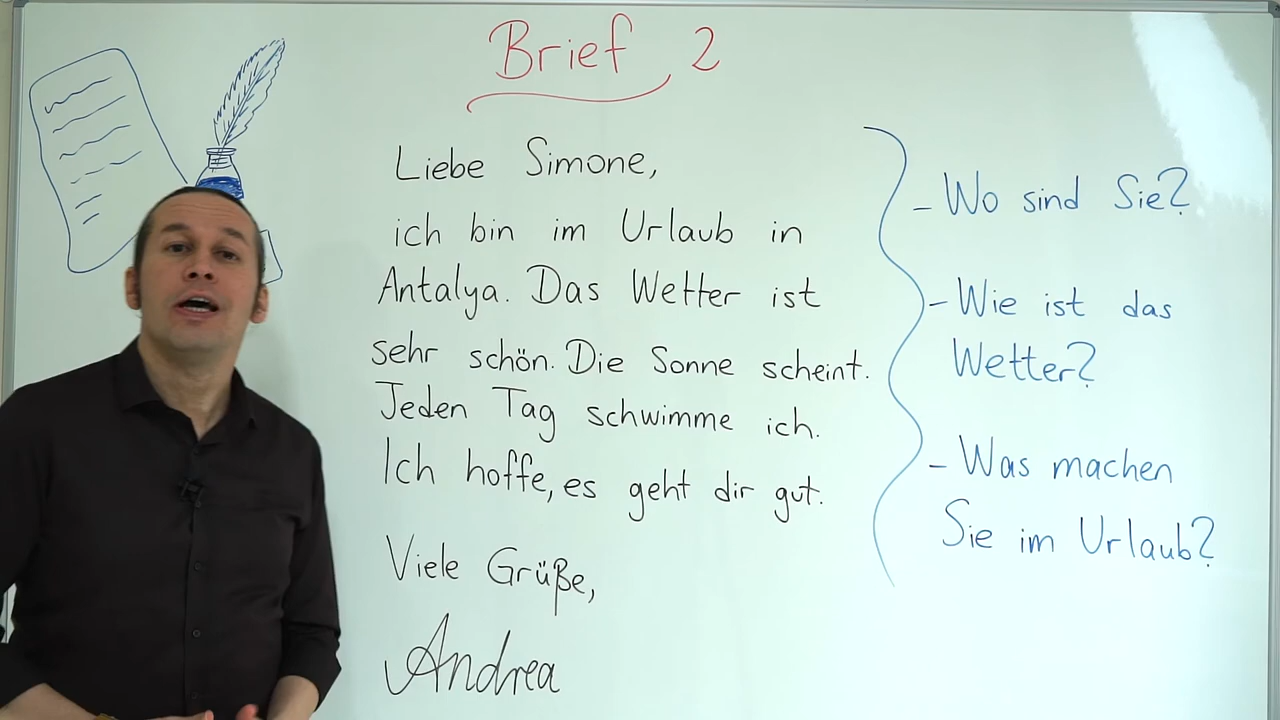 Brief 2
Liebe Simone,
ich bin im Urlaub in
Antalya. Das Wetter ist
sehr schön. Die Sonne scheint.
Jeden Tag schwimme ich.
Ich hoffe, es geht dir gut.
Viele Grüße,
Andrea
- Wo sind Sie?
- Wie ist das
Wetter?
- Was machen
Sie im Urlaub?